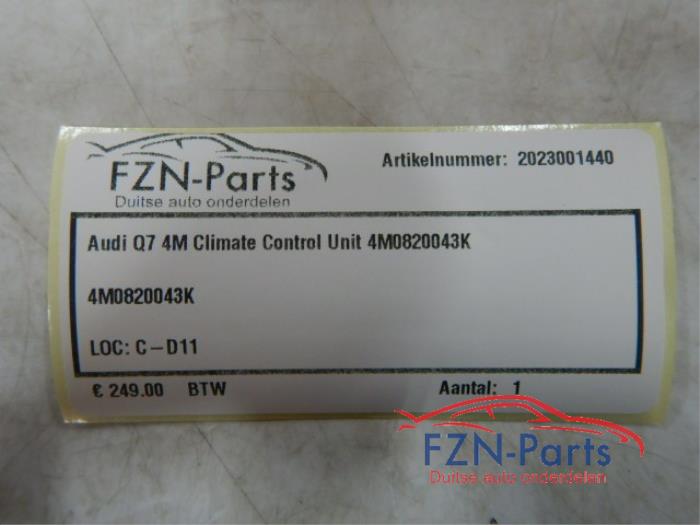 FZN-Parts
Duitse auto onderdelen
Artikelnummer: 2023001440
Audi Q7 4M Climate Control Unit 4M0820043K
4M0820043K
LOC: C-D11
€ 249.00 BTW
Aantal: 1
FZN-Parts
Duitse auto onderdelen